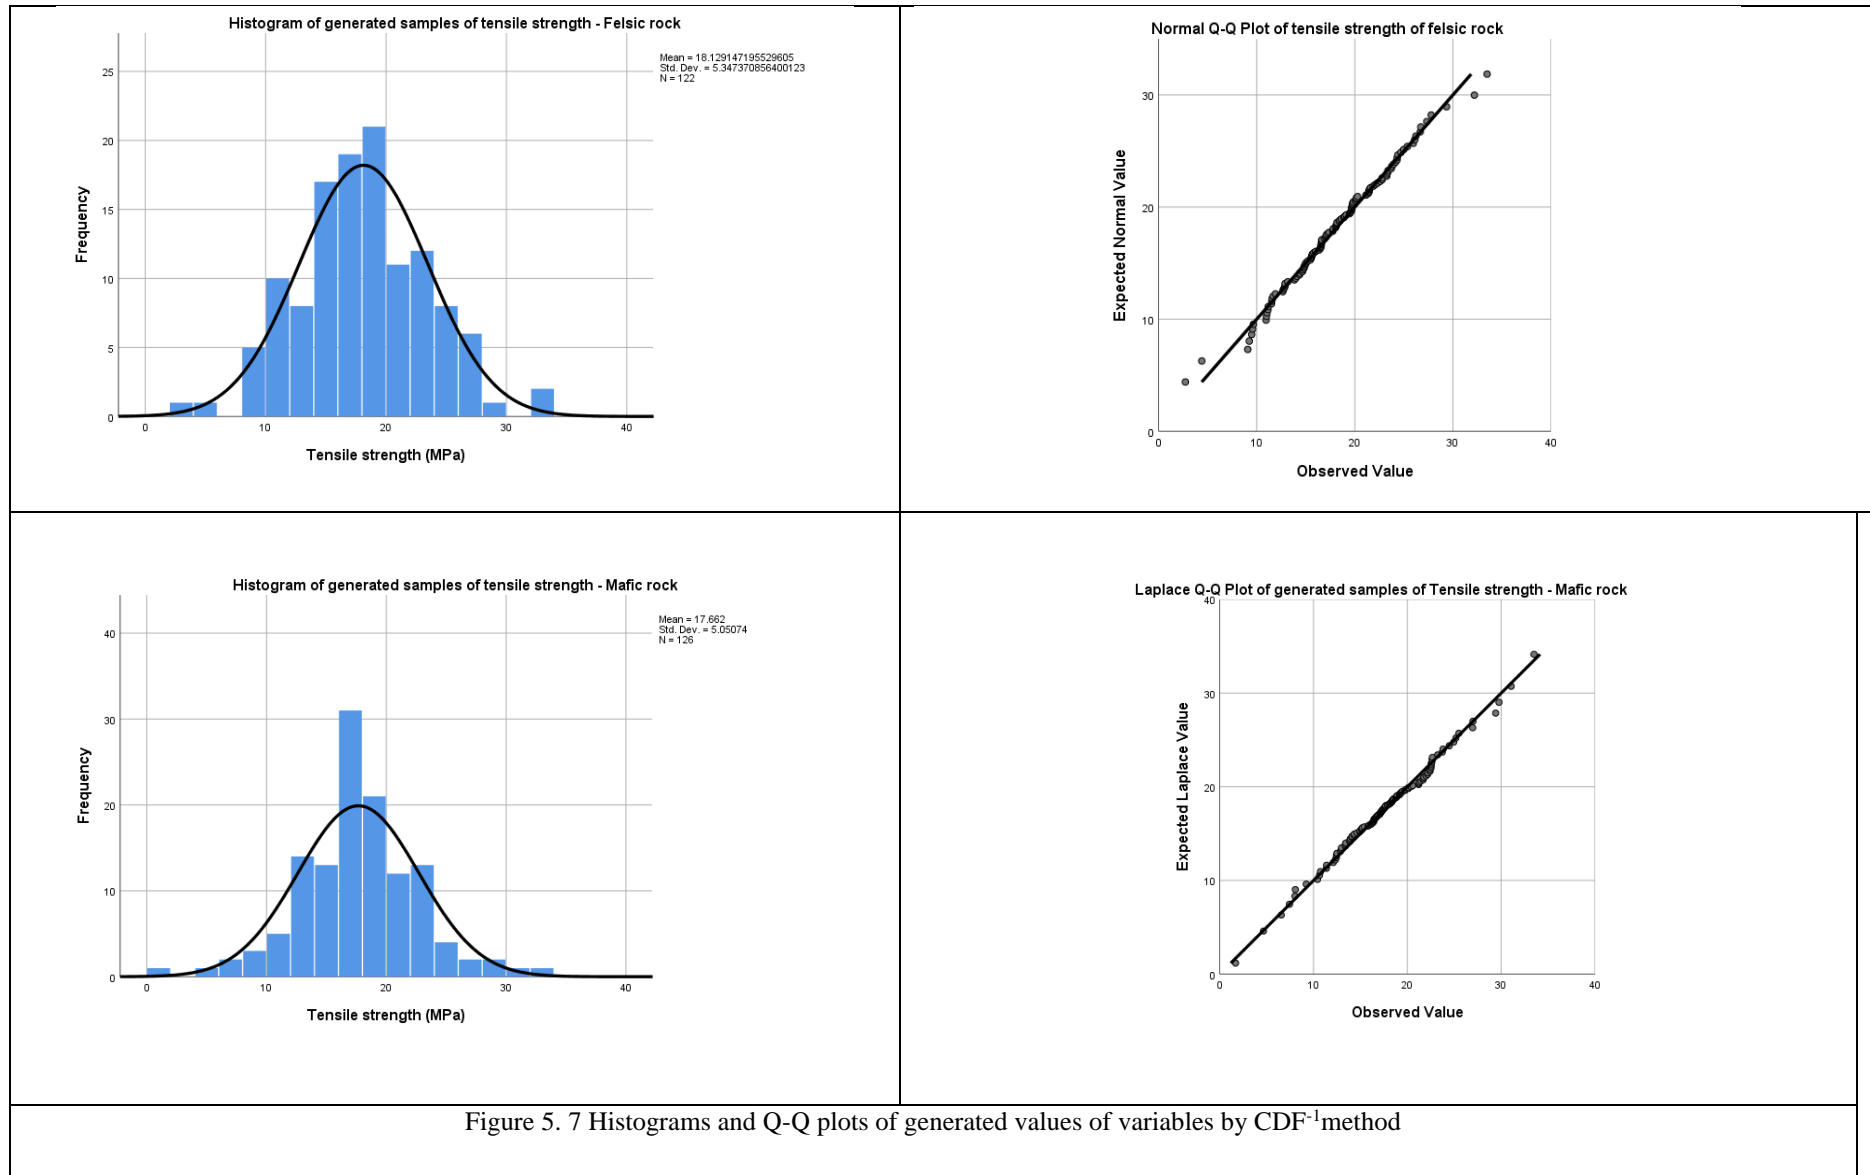 Histogram of generated samples of tensile strength - Felsic rock
Mean = 18.129147195529605
Std. Dev. = 5.347370856400123
N = 122
25
20
15
10
5
0
Frequency
0 10 20 30 40
Tensile strength (MPa)
Normal Q-Q Plot of tensile strength of felsic rock
30
20
10
0
Expected Normal Value
0 10 20 30 40
Observed Value
Histogram of generated samples of tensile strength - Mafic rock
Mean = 17.662
Std. Dev. = 5.05074
N = 126
40
30
20
10
0
Frequency
0 10 20 30 40
Tensile strength (MPa)
Laplace Q-Q Plot of generated samples of Tensile strength - Mafic rock
40
30
20
10
0
Expected Laplace Value
0 10 20 30 40
Observed Value
Figure 5. 7 Histograms and Q-Q plots of generated values of variables by CDF⁻¹method